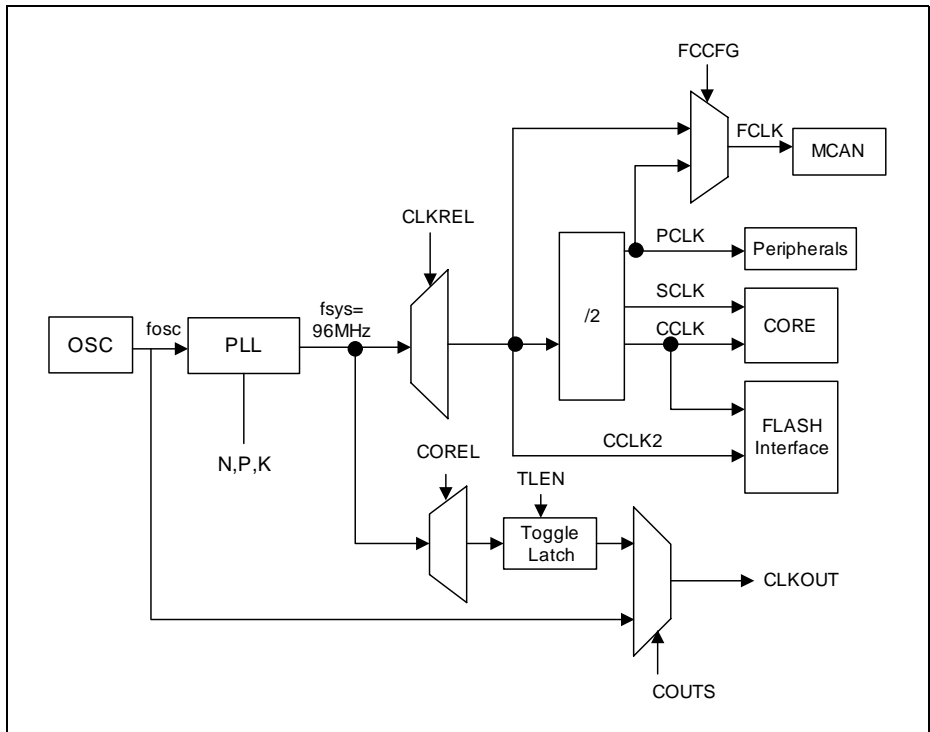 FCCFG
FCLK
MCAN
CLKREL
PCLK
Peripherals
SCLK
/2
CORE
CCLK
fosc
fsys=
96MHz
OSC
PLL
FLASH
Interface
CCLK2
N,P,K
COREL
TLEN
Toggle
Latch
CLKOUT
COUTS